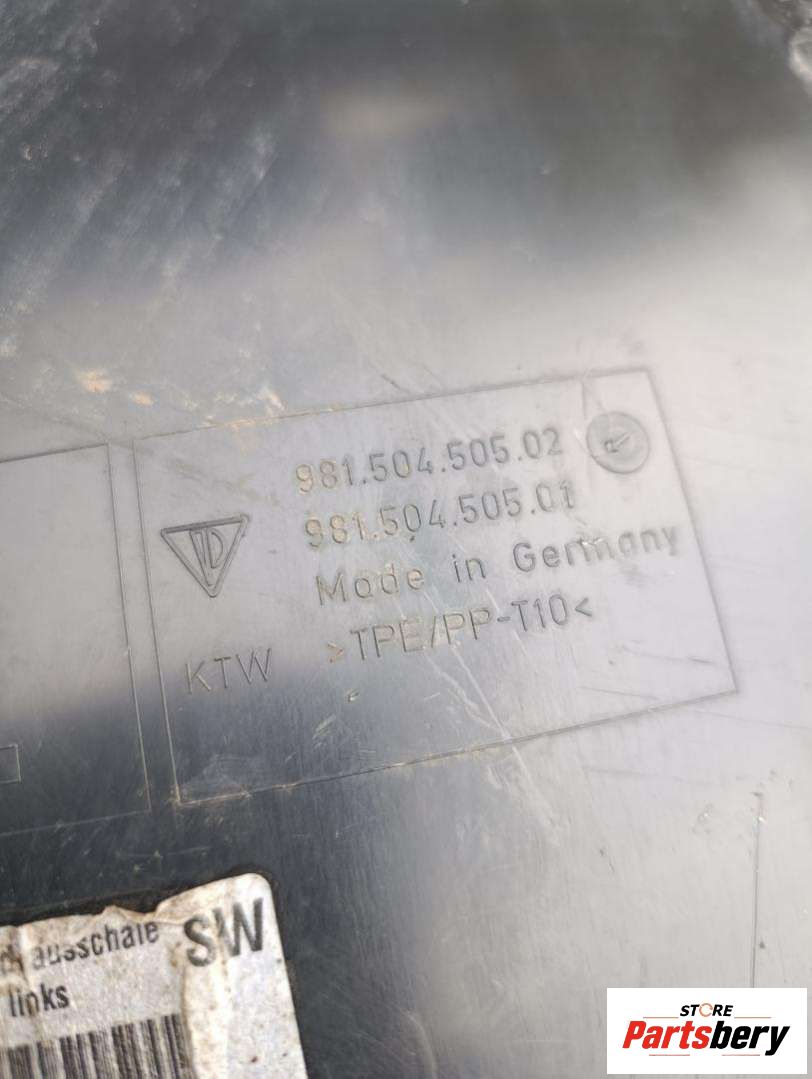 981.504.505.02
981.504.505.01
Made in Germany
KTW >TPE/PP-T10<
ausschale SW
links
STORE
Partsbery